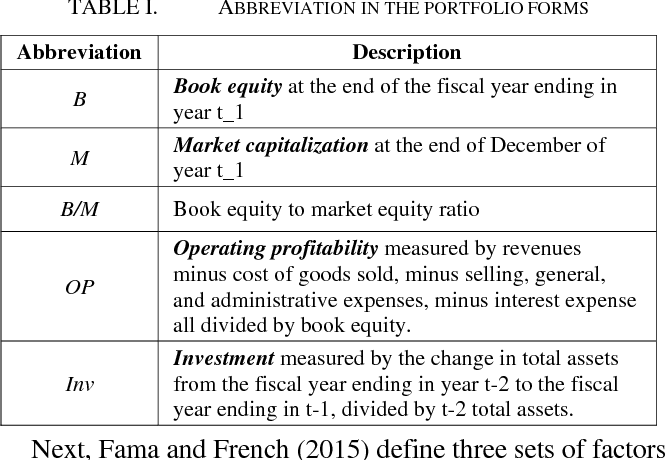 TABLE I. ABBREVIATION IN THE PORTFOLIO FORMS
Abbreviation Description
B
Book equity at the end of the fiscal year ending in
year t_1
M
Market capitalization at the end of December of
year t_1
B/M Book equity to market equity ratio
OP
Operating profitability measured by revenues
minus cost of goods sold, minus selling, general,
and administrative expenses, minus interest expense
all divided by book equity.
Inv
Investment measured by the change in total assets
from the fiscal year ending in year t-2 to the fiscal
year ending in t-1, divided by t-2 total assets.
Next, Fama and French (2015) define three sets of factors